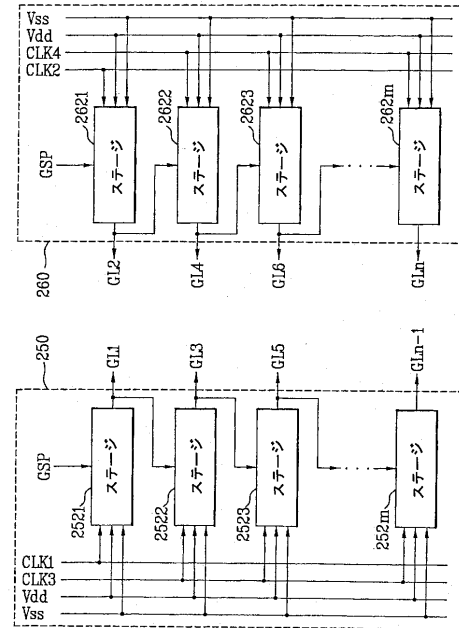 Vss
Vdd
CLK4
CLK2
GSP
2621
ステージ
2622
ステージ
2623
ステージ
262m
ステージ
260
GL2
GL4
GL6
GLn
250
GL1
GL3
GL5
GLn-1
GSP
ステージ
2521
ステージ
2522
ステージ
2523
ステージ
252m
CLK1
CLK3
Vdd
Vss